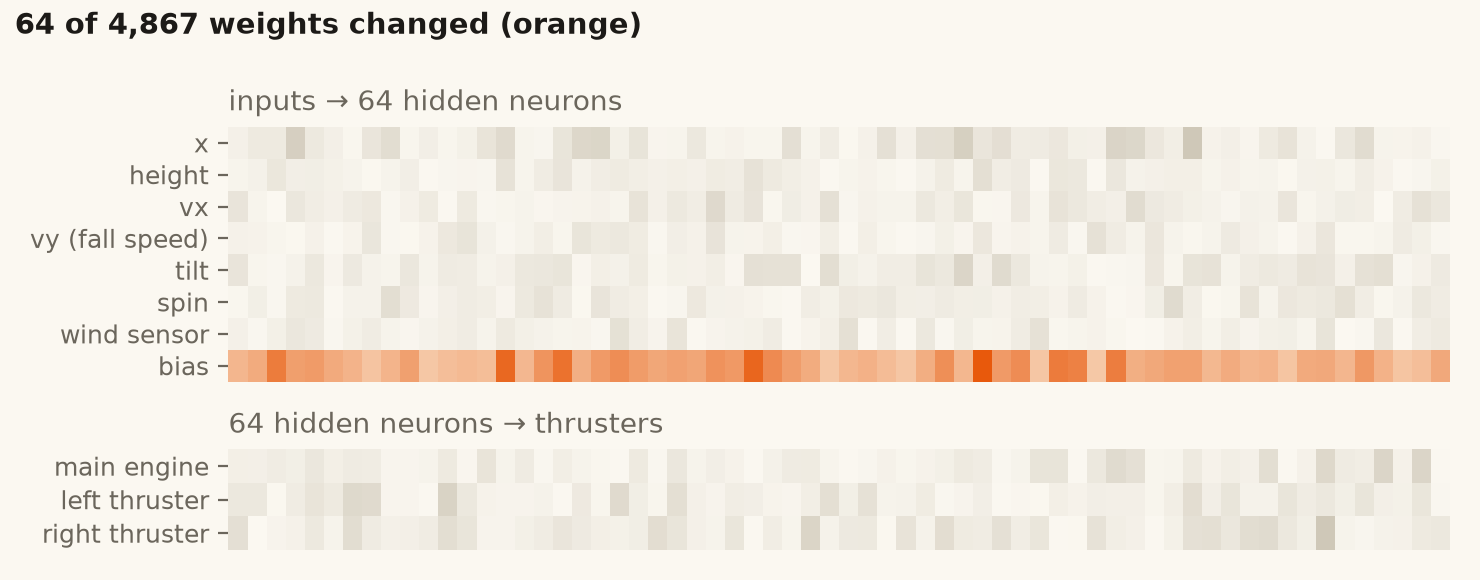 64 of 4,867 weights changed (orange)
inputs → 64 hidden neurons
x
height
vx
vy (fall speed)
tilt
spin
wind sensor
bias
64 hidden neurons → thrusters
main engine
left thruster
right thruster